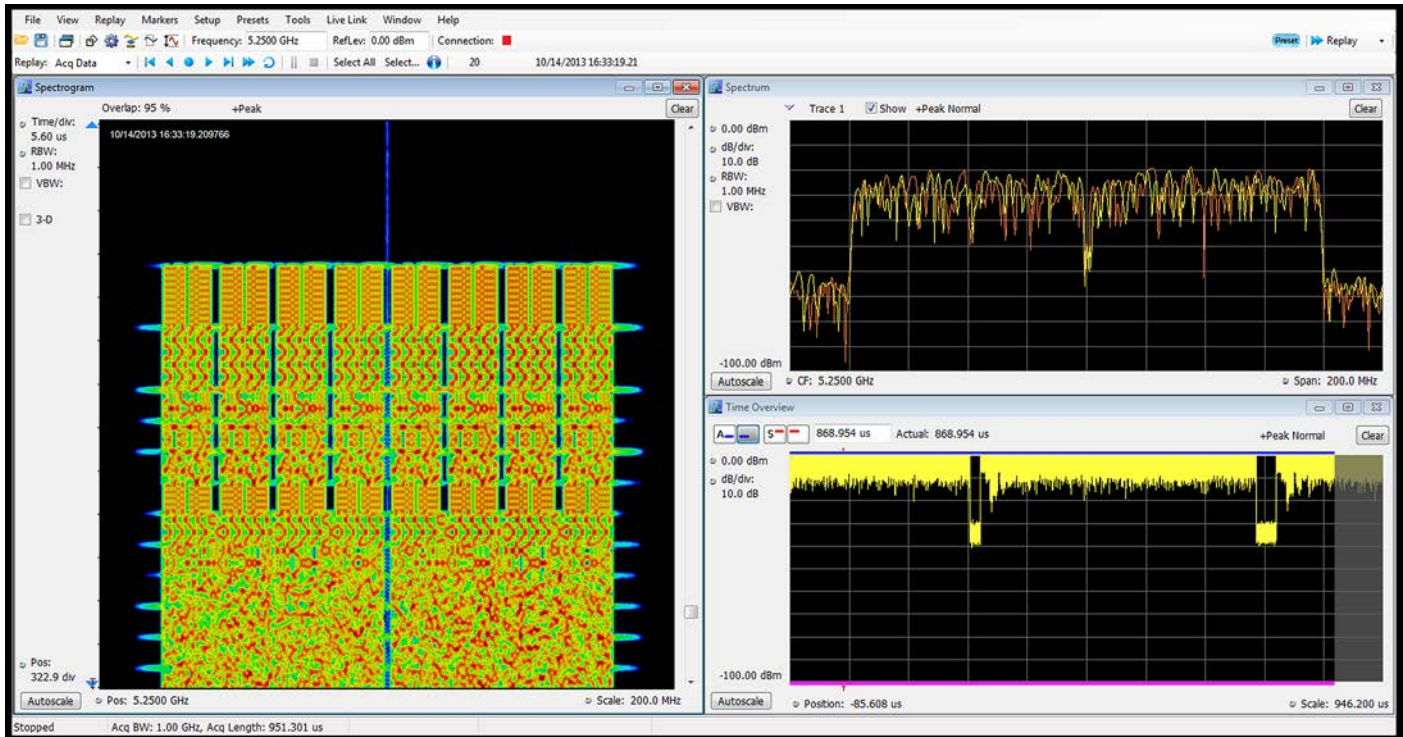 File View Replay Markers Setup Presets Tools Live Link Window Help
Frequency: 5.2500 GHz RefLev: 0.00 dBm Connection: Preset Replay
Replay: Acq Data Select All Select... 20 10/14/2013 16:33:19.21
Spectrogram
Overlap: 95 % +Peak Clear
Time/div:
5.60 us
RBW:
1.00 MHz
VBW:
3-D
10/14/2013 16:33:19.209766
Pos:
322.9 div
Autoscale Pos: 5.2500 GHz Scale: 200.0 MHz
Spectrum
Trace 1 Show +Peak Normal Clear
0.00 dBm
dB/div:
10.0 dB
RBW:
1.00 MHz
VBW:
-100.00 dBm
Autoscale CF: 5.2500 GHz Span: 200.0 MHz
Time Overview
A S 868.954 us Actual: 868.954 us +Peak Normal Clear
0.00 dBm
dB/div:
10.0 dB
-100.00 dBm
Autoscale Position: -85.608 us Scale: 946.200 us
Stopped Acq BW: 1.00 GHz, Acq Length: 951.301 us